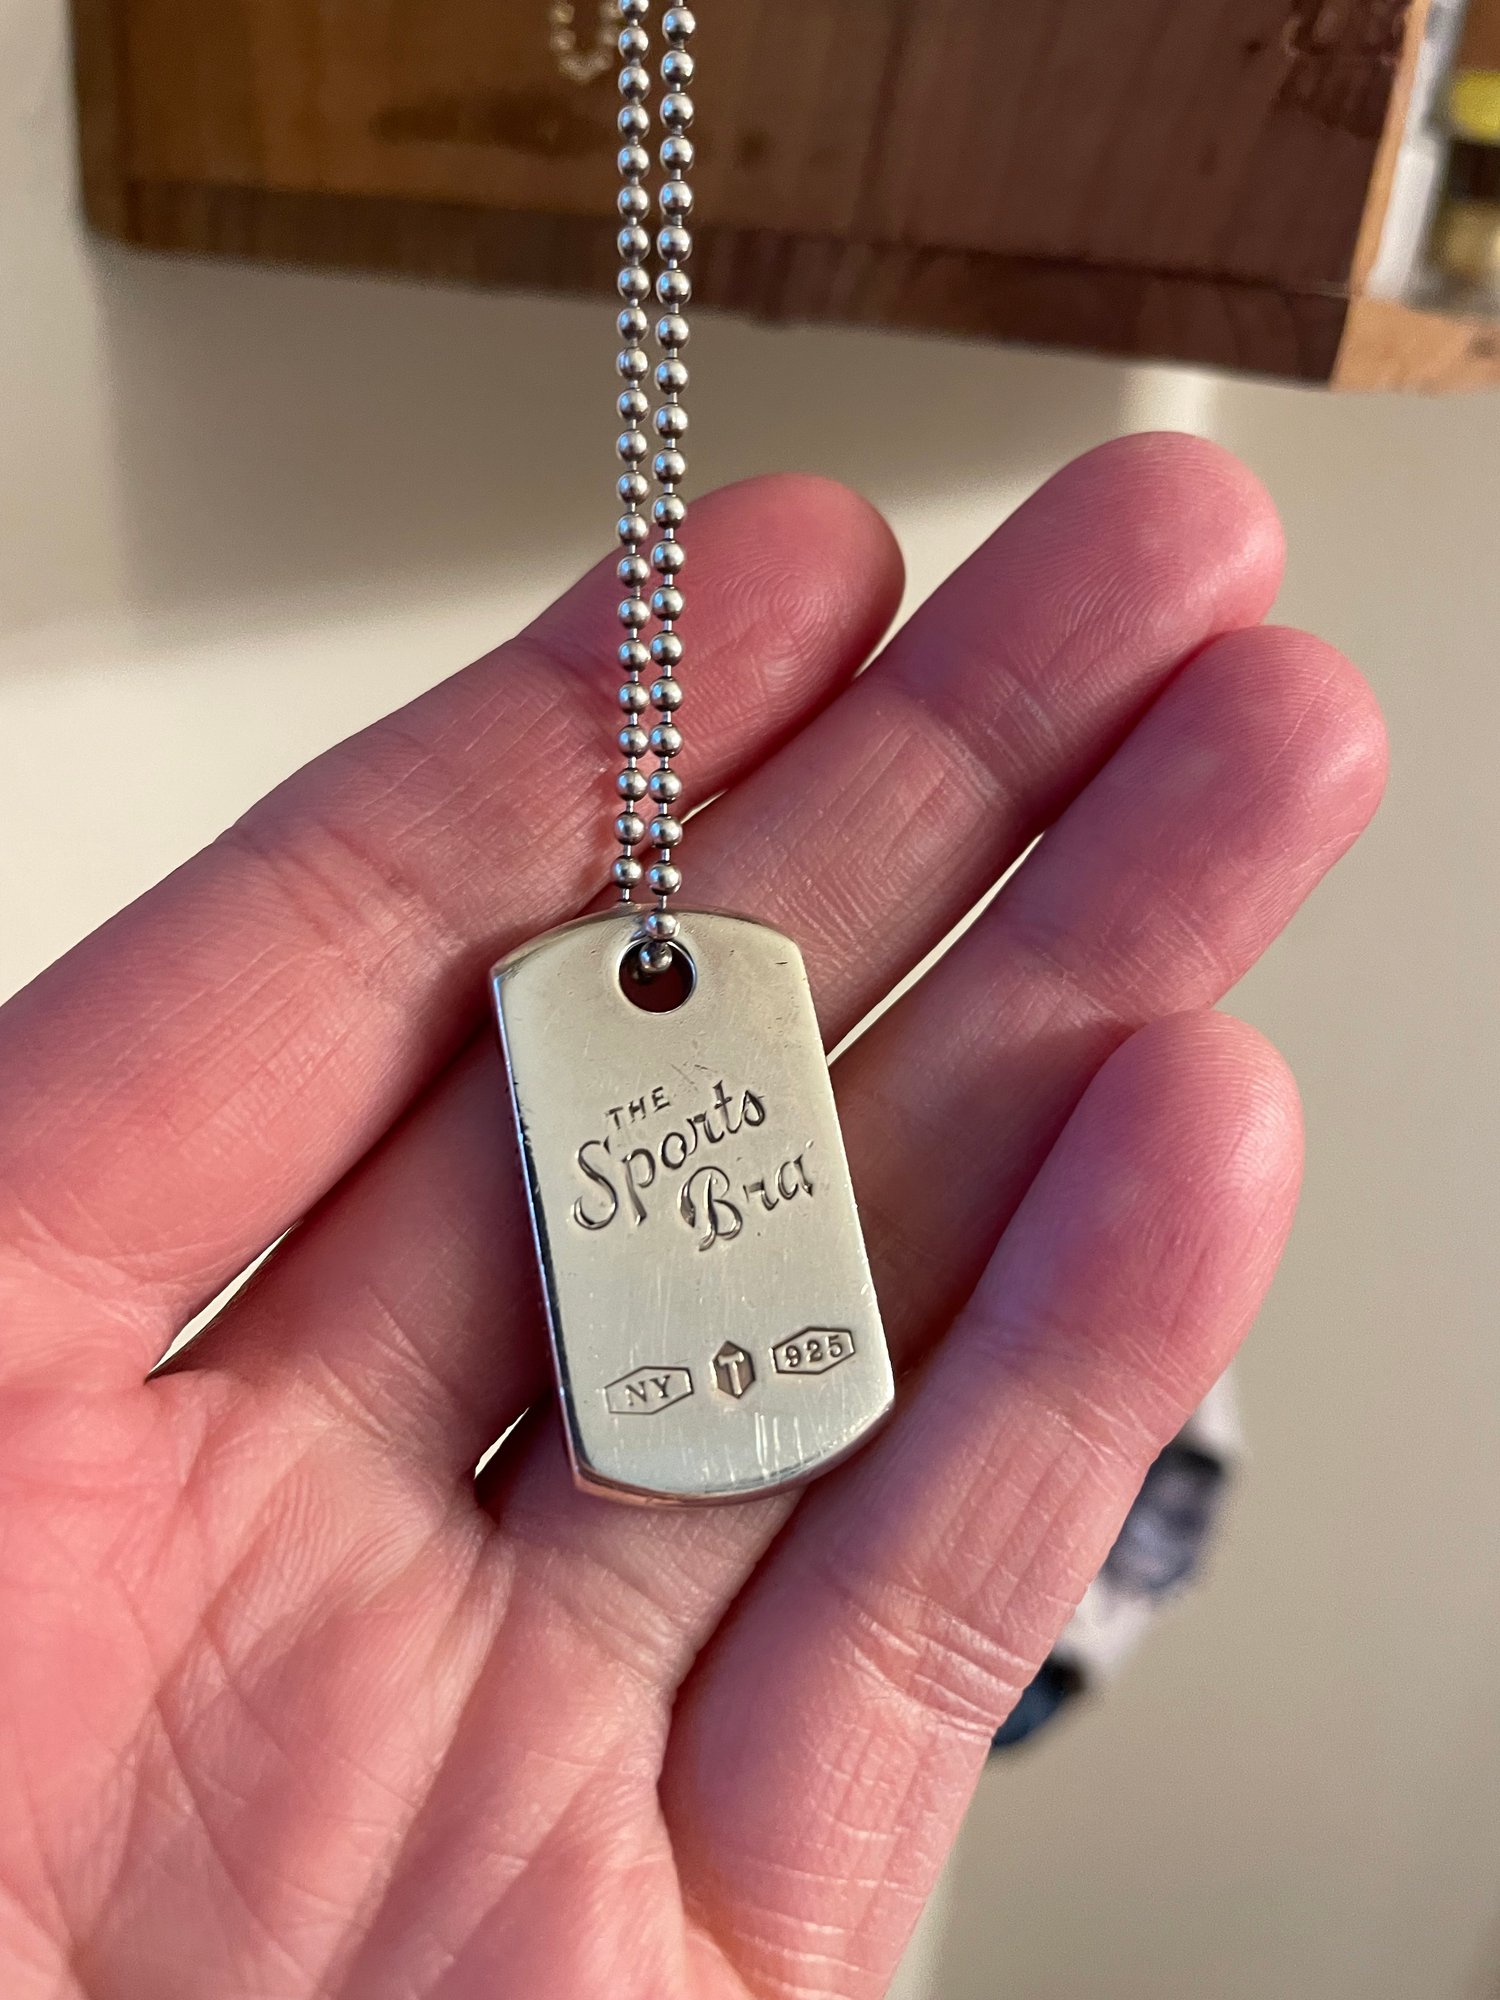 THE
Sports
Bra
NY T 925